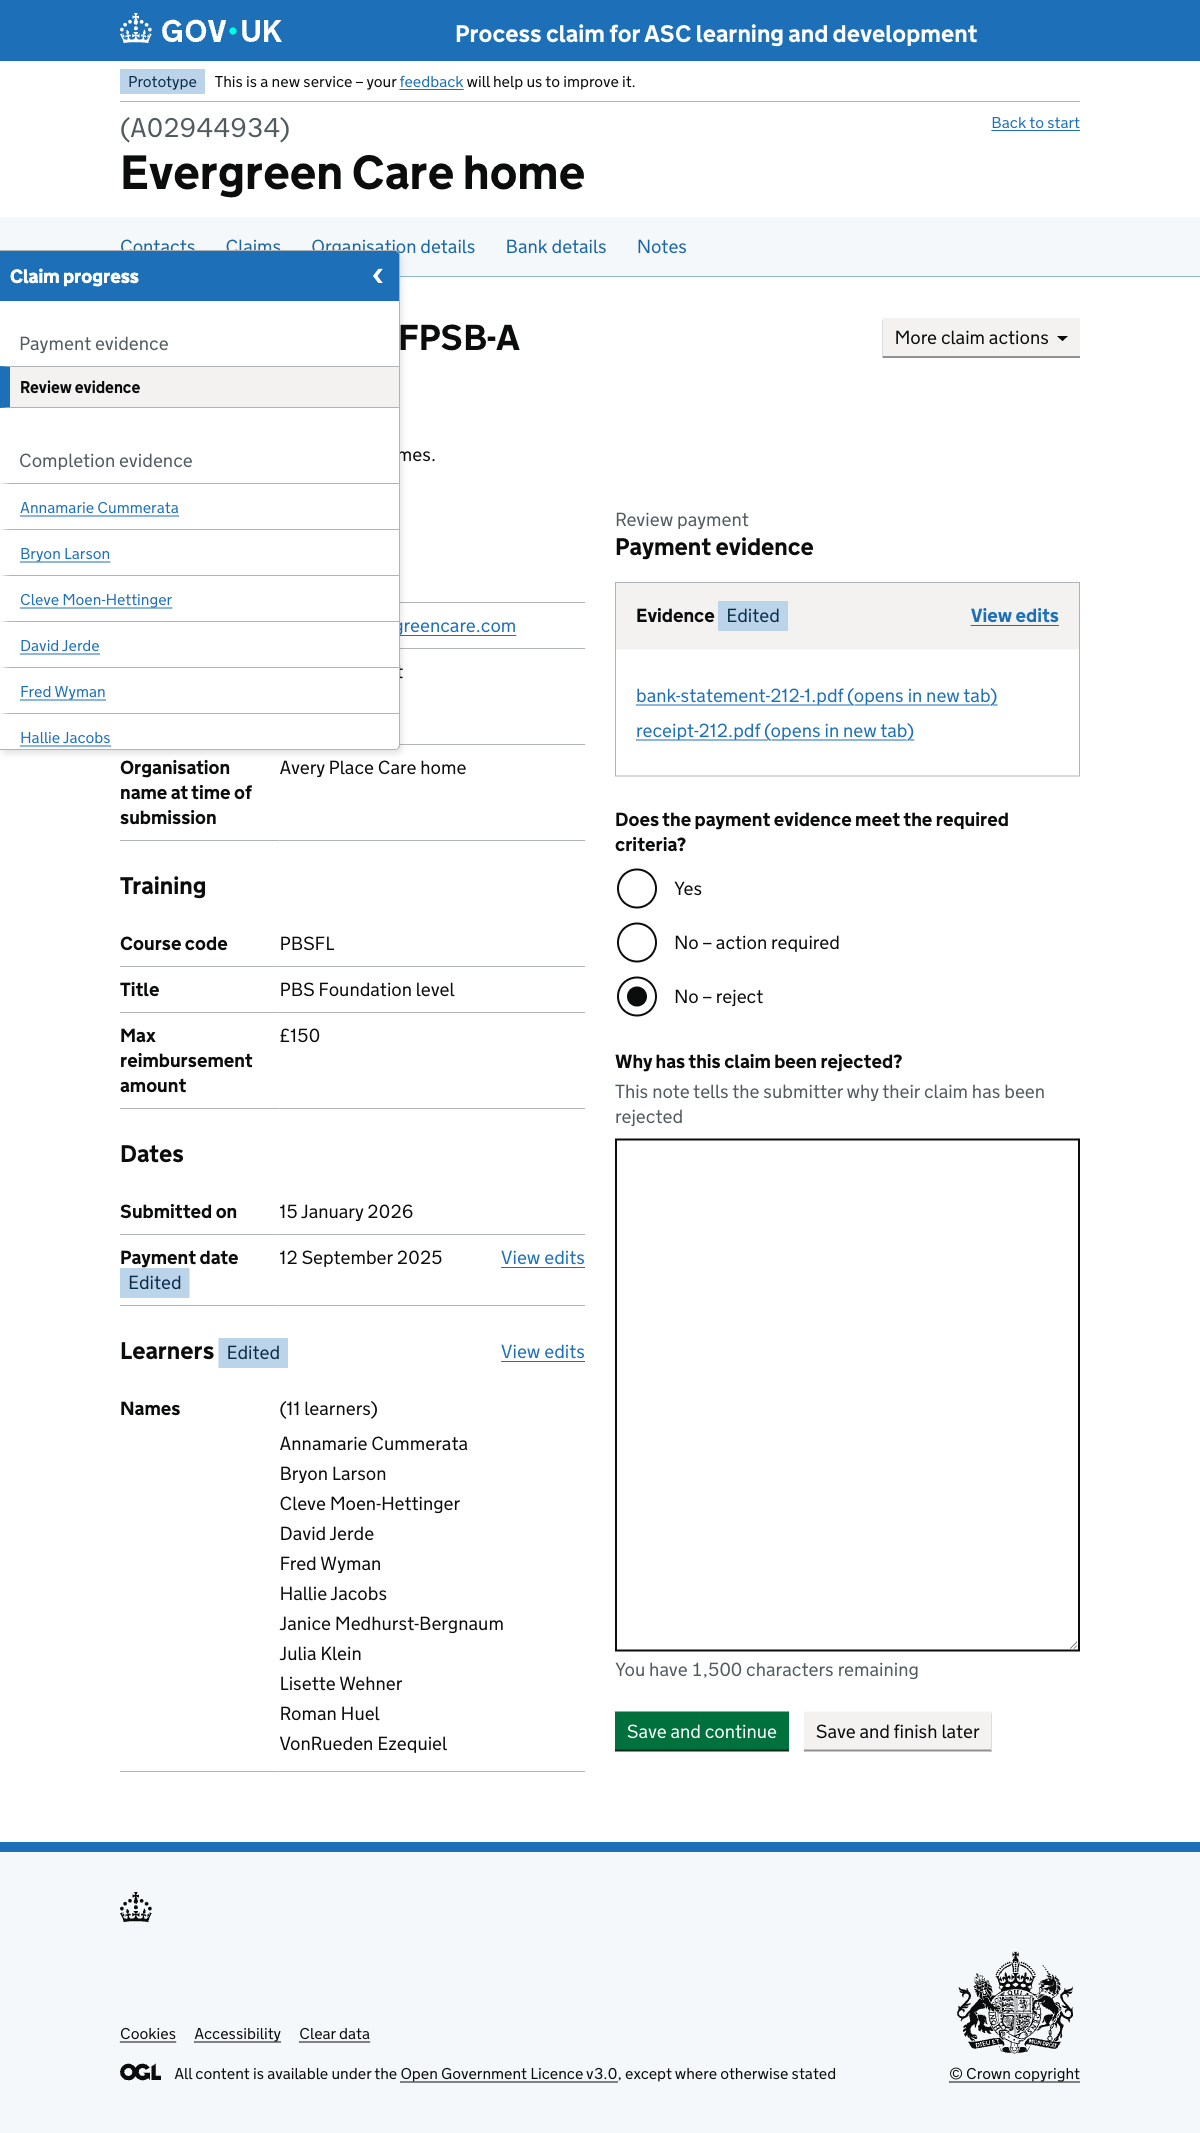 GOV·UK
Process claim for ASC learning and development
Prototype This is a new service – your feedback will help us to improve it.
(A02944934)
Back to start
Evergreen Care home
Contacts Claims Organisation details Bank details Notes
Claim progress
Payment evidence
Review evidence
Completion evidence
Annamarie Cummerata
Bryon Larson
Cleve Moen-Hettinger
David Jerde
Fred Wyman
Hallie Jacobs
FPSB-A
More claim actions
mes.
greencare.com
Organisation name at time of submission
Avery Place Care home
Training
Course code PBSFL
Title PBS Foundation level
Max reimbursement amount
£150
Dates
Submitted on 15 January 2026
Payment date Edited
12 September 2025 View edits
Learners Edited View edits
Names (11 learners)
Annamarie Cummerata
Bryon Larson
Cleve Moen-Hettinger
David Jerde
Fred Wyman
Hallie Jacobs
Janice Medhurst-Bergnaum
Julia Klein
Lisette Wehner
Roman Huel
VonRueden Ezequiel
Review payment
Payment evidence
Evidence Edited View edits
bank-statement-212-1.pdf (opens in new tab)
receipt-212.pdf (opens in new tab)
Does the payment evidence meet the required
criteria?
Yes
No – action required
No – reject
Why has this claim been rejected?
This note tells the submitter why their claim has been
rejected
You have 1,500 characters remaining
Save and continue Save and finish later
Cookies Accessibility Clear data
OGL All content is available under the Open Government Licence v3.0, except where otherwise stated
© Crown copyright